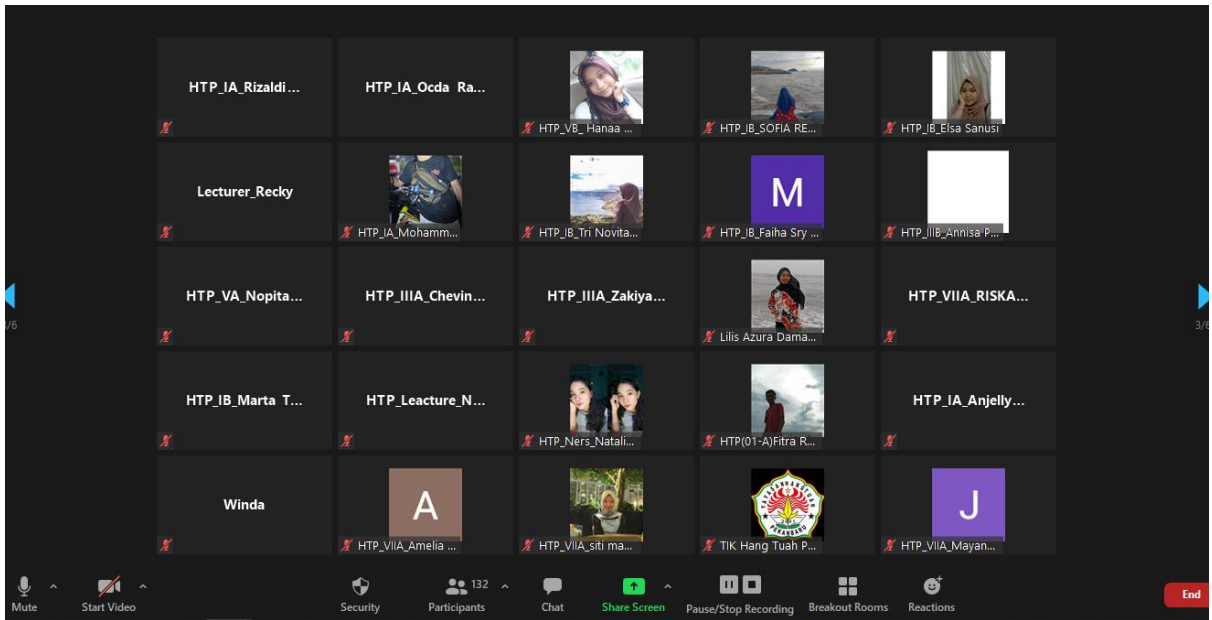 HTP_IA_Rizaldi...
HTP_IA_Ocda Ra...
HTP_VB_ Hanaa ...
HTP_IB_SOFIA RE...
HTP_IB_Elsa Sanusi
Lecturer_Recky
HTP_IA_Mohamm...
HTP_IB_Tri Novita...
M
HTP_IB_Faiha Sry ...
HTP_IIIB_Annisa P...
HTP_VA_Nopita...
HTP_IIIA_Chevin...
HTP_IIIA_Zakiya...
Lilis Azura Dama...
HTP_VIIA_RISKA...
3/6
3/6
HTP_IB_Marta T...
HTP_Leacture_N...
HTP_Ners_Natali...
HTP(01-A)Fitra R...
HTP_IA_Anjelly...
Winda
A
HTP_VIIA_Amelia ...
HTP_VIIA_siti ma...
PEKANBARU
TIK Hang Tuah P...
J
HTP_VIIA_Mayan...
Mute
Start Video
Security
132
Participants
Chat
Share Screen
Pause/Stop Recording
Breakout Rooms
Reactions
End